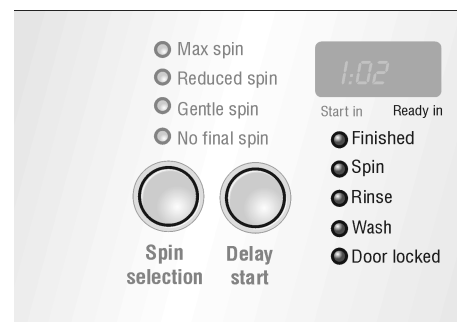 Max spin
Reduced spin
Gentle spin
No final spin
Spin
selection
Delay
start
1:02
Start in Ready in
Finished
Spin
Rinse
Wash
Door locked